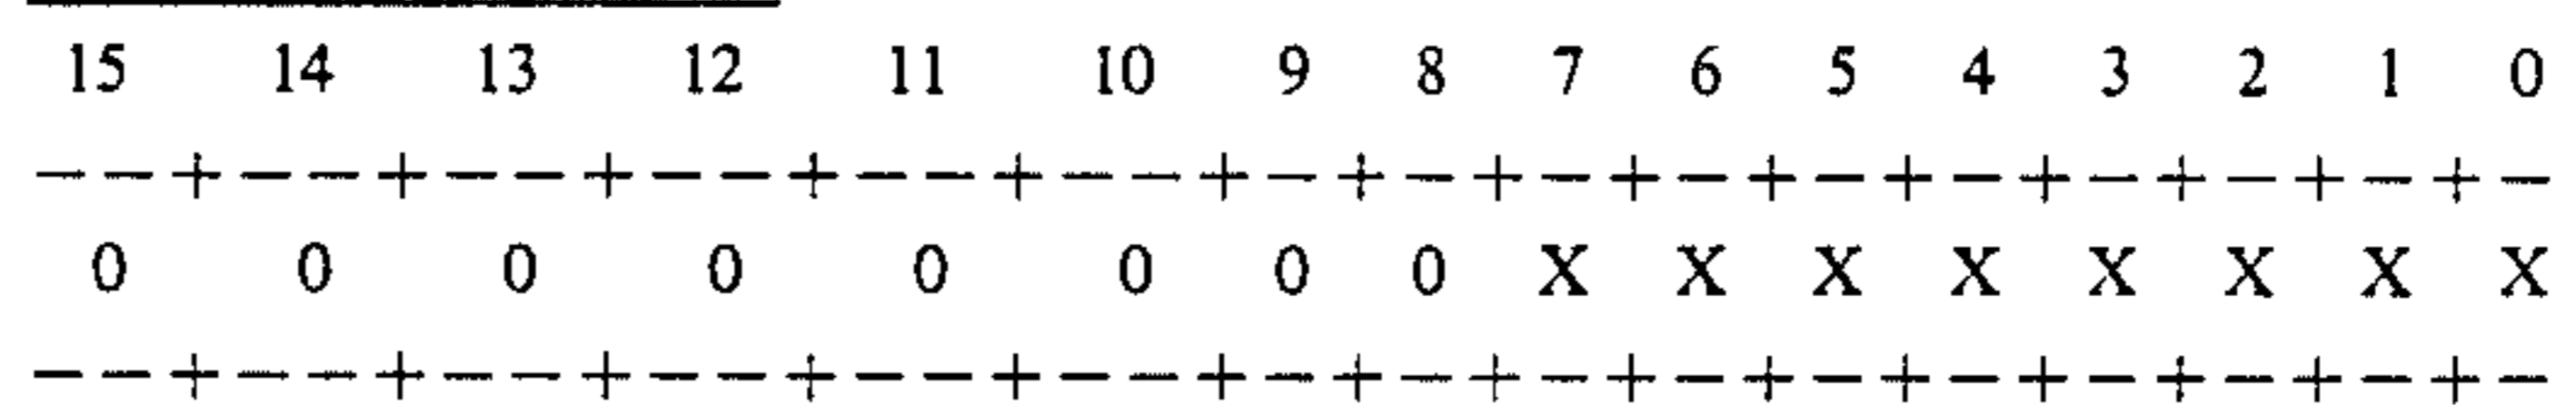 15 14 13 12 11 10 9 8 7 6 5 4 3 2 1 0
--+--+--+--+--+--+-+-+-+-+-+-+-+-+-+-
0 0 0 0 0 0 0 0 X X X X X X X X
--+--+--+--+--+--+-+-+-+-+-+-+-+-+-+-